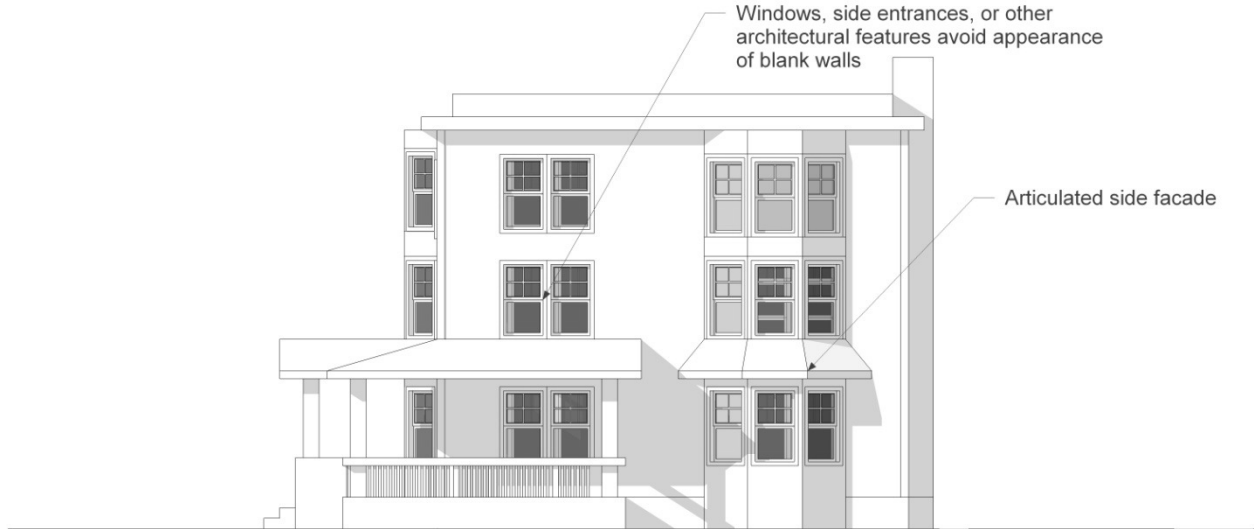 Windows, side entrances, or other
architectural features avoid appearance
of blank walls
Articulated side facade